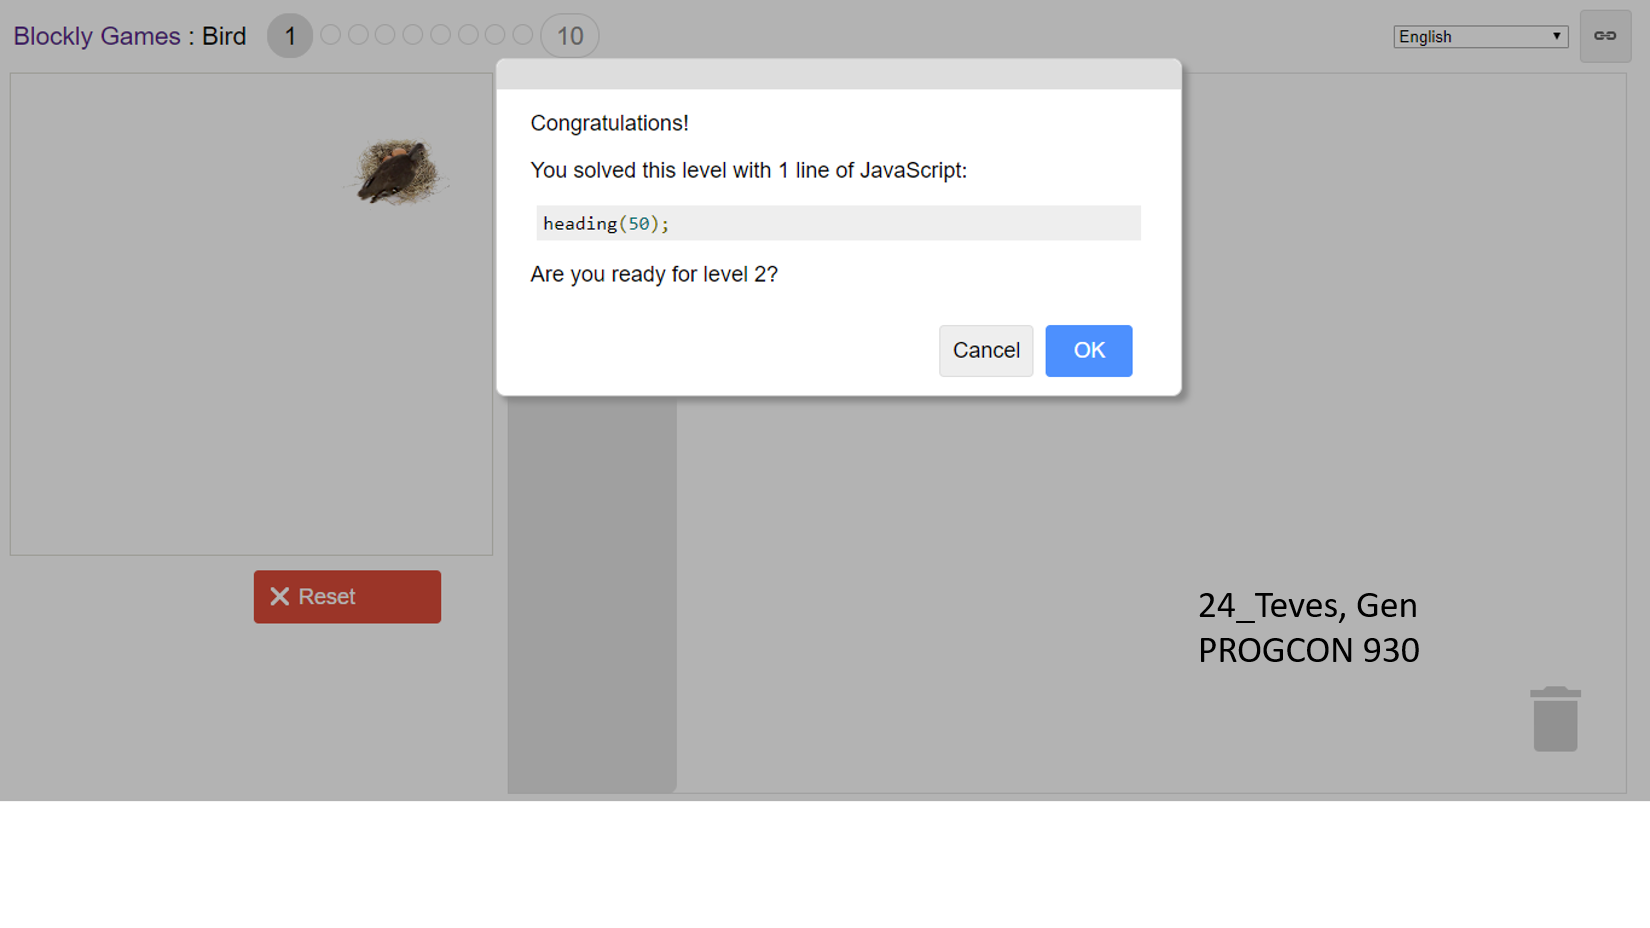 Blockly Games : Bird 1 10
English
Congratulations!
You solved this level with 1 line of JavaScript:
heading(50);
Are you ready for level 2?
Cancel OK
Reset
24_Teves, Gen
PROGCON 930